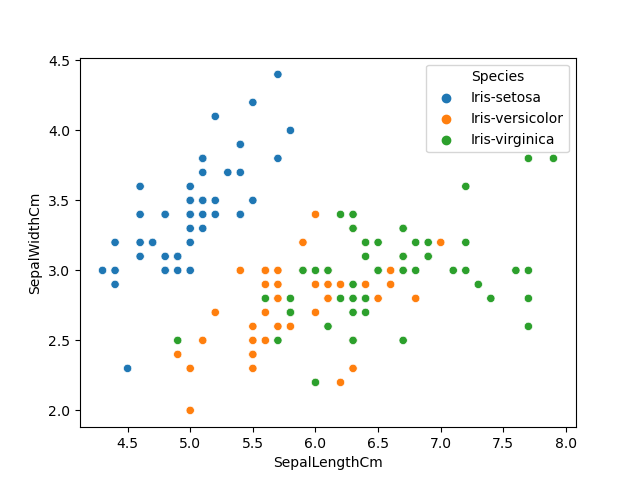 4.5
4.0
3.5
3.0
2.5
2.0
SepalWidthCm
Species
Iris-setosa
Iris-versicolor
Iris-virginica
4.5 5.0 5.5 6.0 6.5 7.0 7.5 8.0
SepalLengthCm